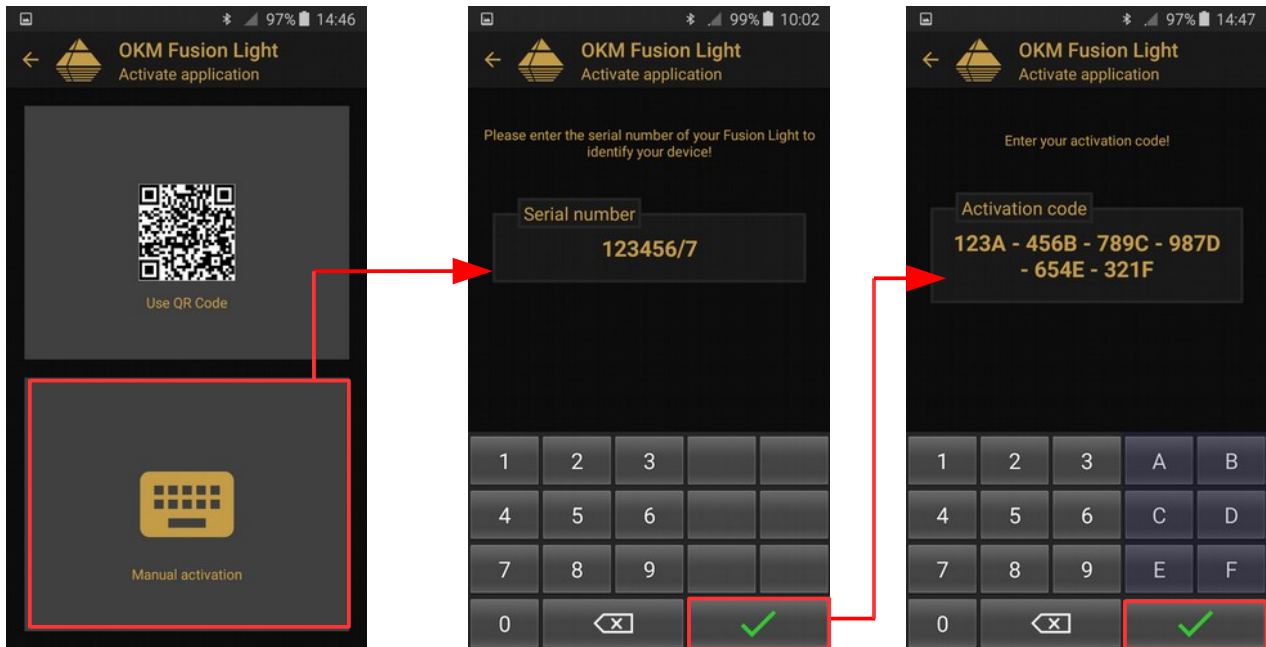 97% 14:46
OKM Fusion Light
Activate application
Use QR Code
Manual activation
99% 10:02
OKM Fusion Light
Activate application
Please enter the serial number of your Fusion Light to
identify your device!
Serial number
123456/7
1 2 3
4 5 6
7 8 9
0
97% 14:47
OKM Fusion Light
Activate application
Enter your activation code!
Activation code
123A - 456B - 789C - 987D
- 654E - 321F
1 2 3 A B
4 5 6 C D
7 8 9 E F
0